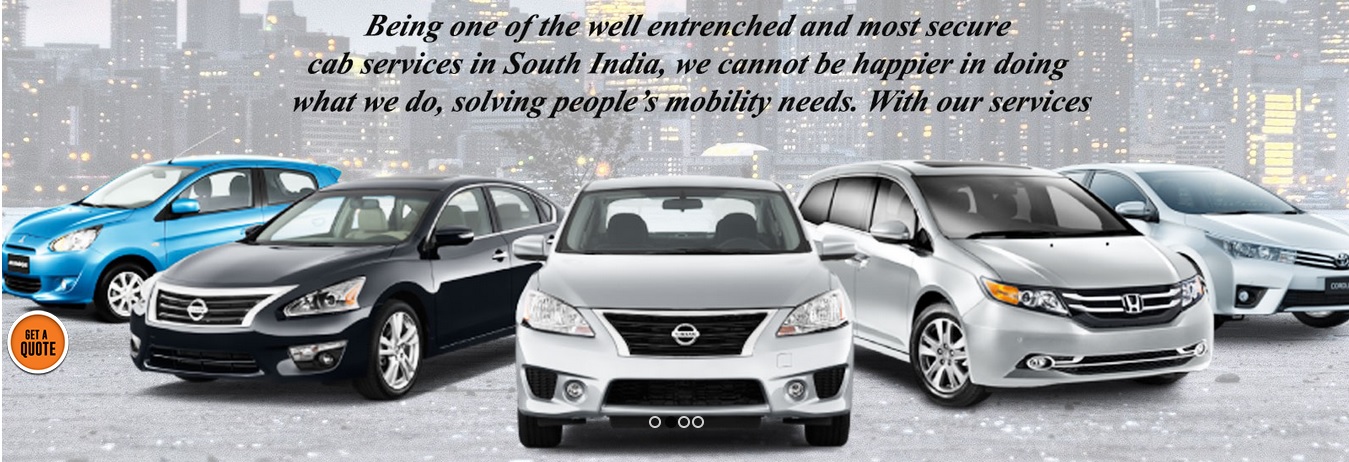 Being one of the well entrenched and most secure
cab services in South India, we cannot be happier in doing
what we do, solving people’s mobility needs. With our services
GET A
QUOTE